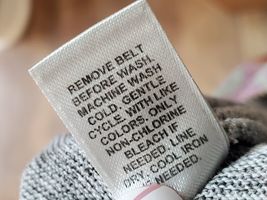 REMOVE BELT
BEFORE WASH.
MACHINE WASH
COLD, GENTLE
CYCLE, WITH LIKE
COLORS. ONLY
NON-CHLORINE
BLEACH IF
NEEDED. LINE
DRY, COOL IRON
NEEDED.